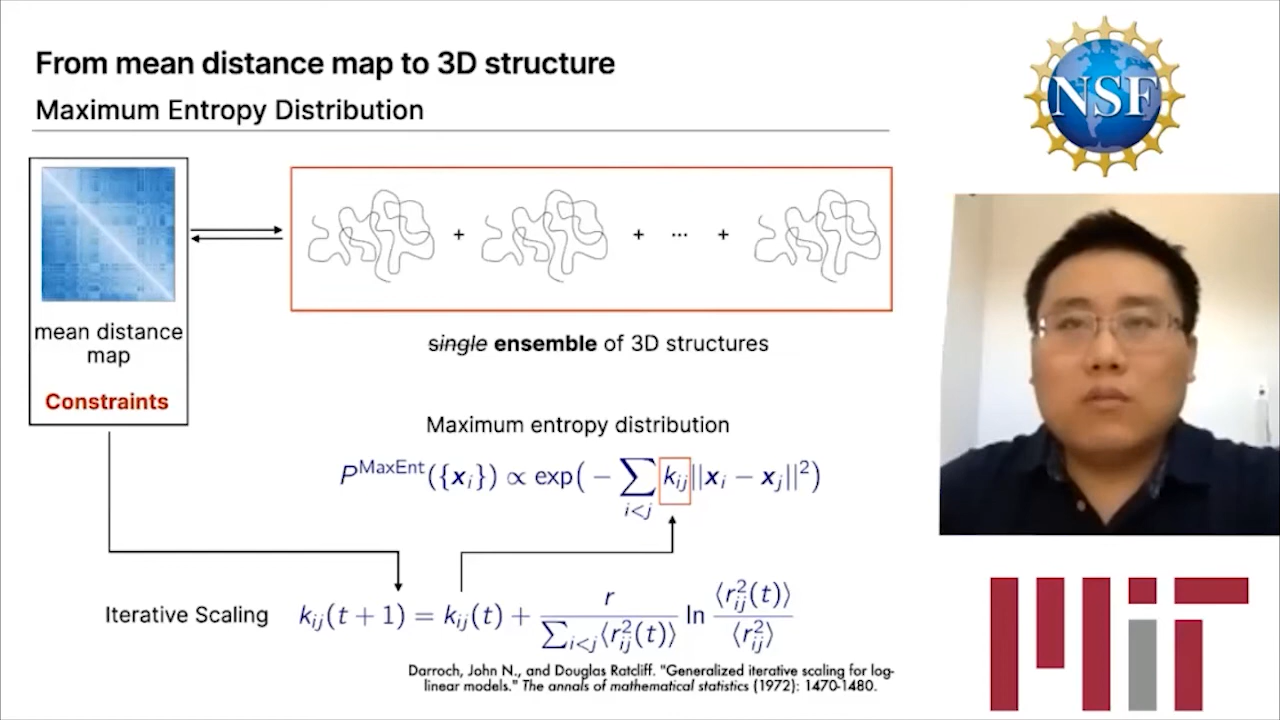 From mean distance map to 3D structure
Maximum Entropy Distribution
NSF
+ + ... +
mean distance
map
Constraints
single ensemble of 3D structures
Maximum entropy distribution
P^MaxEnt({x_i}) ∝ exp(− ∑_{i<j} k_ij ||x_i − x_j||²)
Iterative Scaling k_ij(t + 1) = k_ij(t) + r / ∑_{i<j}⟨r²_ij(t)⟩ ln ⟨r²_ij(t)⟩ / ⟨r²_ij⟩
Darroch, John N., and Douglas Ratcliff. "Generalized iterative scaling for log-
linear models." The annals of mathematical statistics (1972): 1470-1480.
MIT